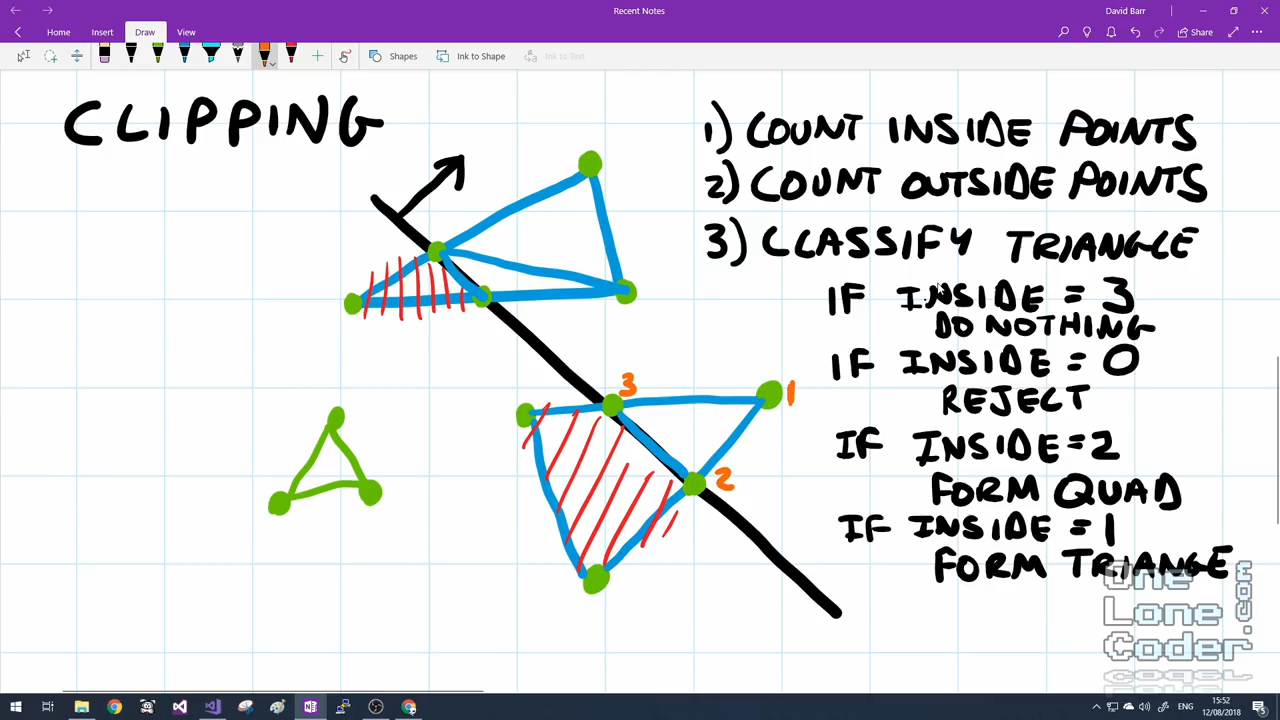 Recent Notes
David Barr
Home Insert Draw View
Share
Shapes
Ink to Shape
Ink to Text
CLIPPING
1) COUNT INSIDE POINTS
2) COUNT OUTSIDE POINTS
3) CLASSIFY TRIANGLE
IF INSIDE = 3
DO NOTHING
IF INSIDE = 0
REJECT
IF INSIDE = 2
FORM QUAD
IF INSIDE = 1
FORM TRIANGE
3
1
2
One
Lone
Coder.com
ENG
15:52
12/08/2018
5